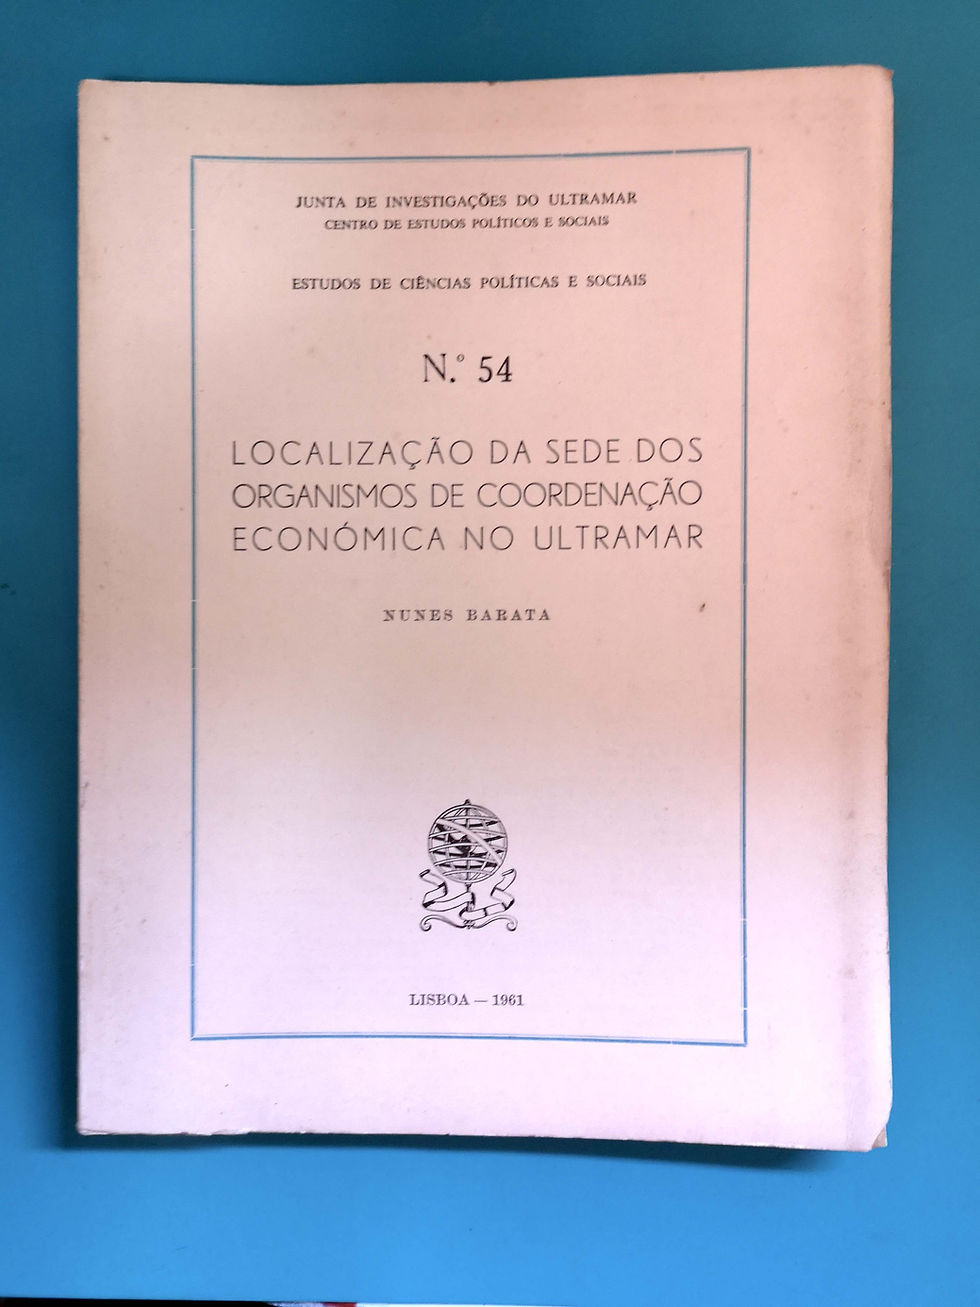 JUNTA DE INVESTIGAÇÕES DO ULTRAMAR
CENTRO DE ESTUDOS POLÍTICOS E SOCIAIS
ESTUDOS DE CIÊNCIAS POLÍTICAS E SOCIAIS
N.º 54
LOCALIZAÇÃO DA SEDE DOS
ORGANISMOS DE COORDENAÇÃO
ECONÓMICA NO ULTRAMAR
NUNES BARATA
LISBOA — 1961